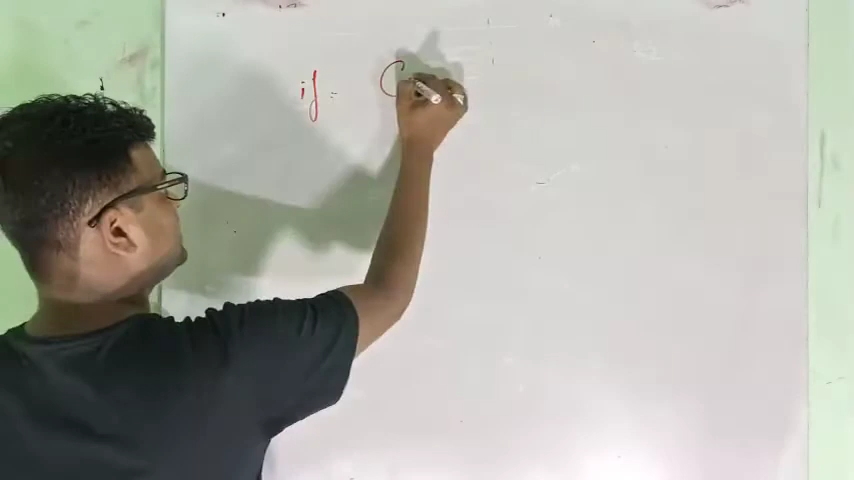 if = C